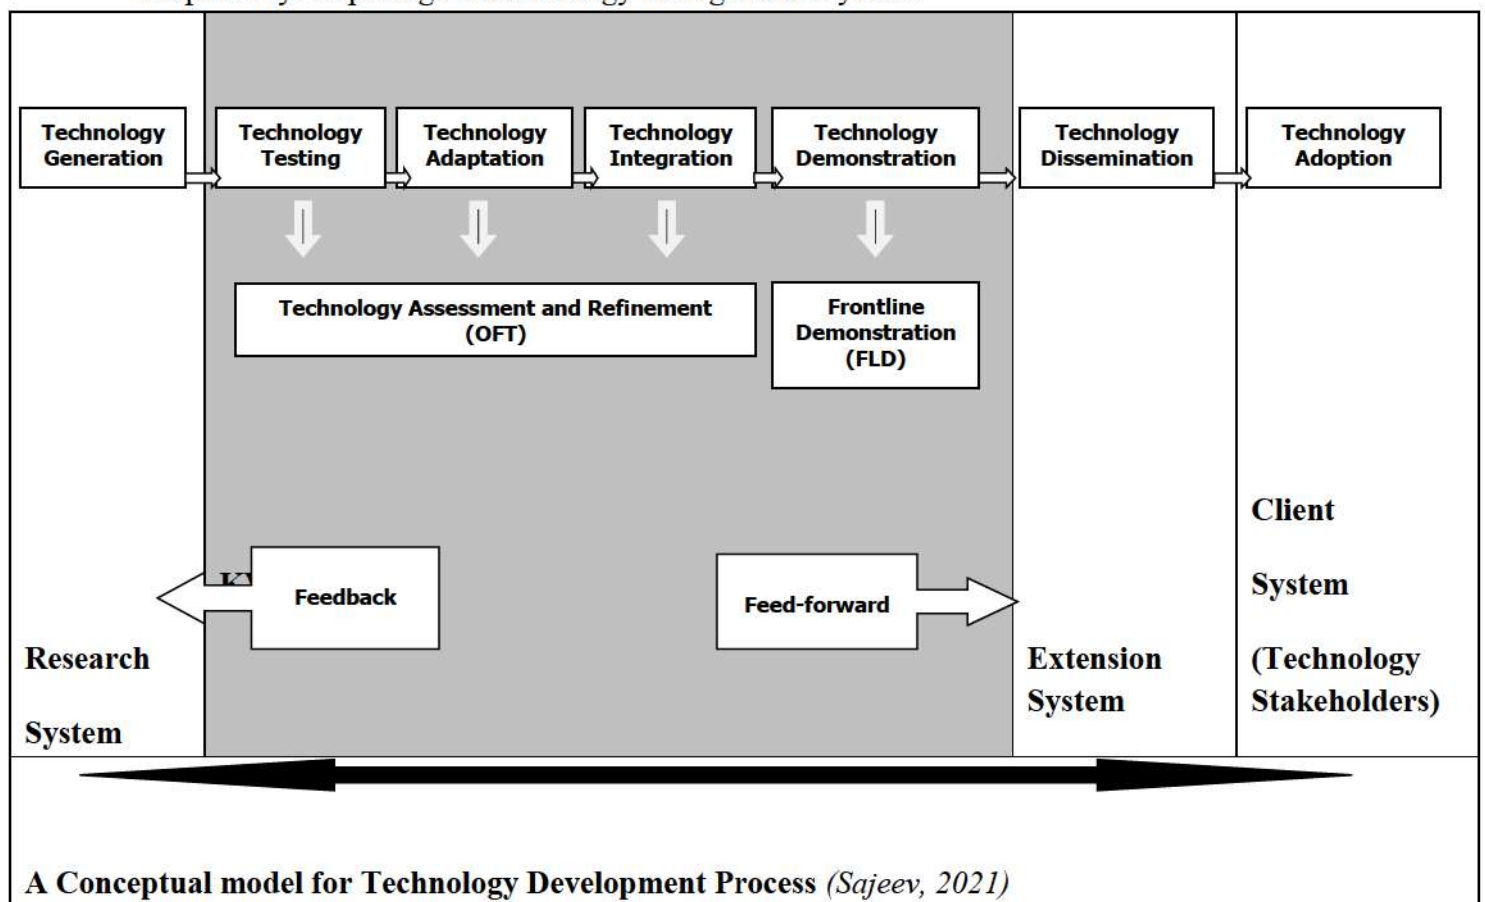 Technology
Generation
Technology
Testing
Technology
Adaptation
Technology
Integration
Technology
Demonstration
Technology
Dissemination
Technology
Adoption
Technology Assessment and Refinement
(OFT)
Frontline
Demonstration
(FLD)
Feedback
Feed-forward
Research
System
Extension
System
Client
System
(Technology
Stakeholders)
A Conceptual model for Technology Development Process (Sajeev, 2021)